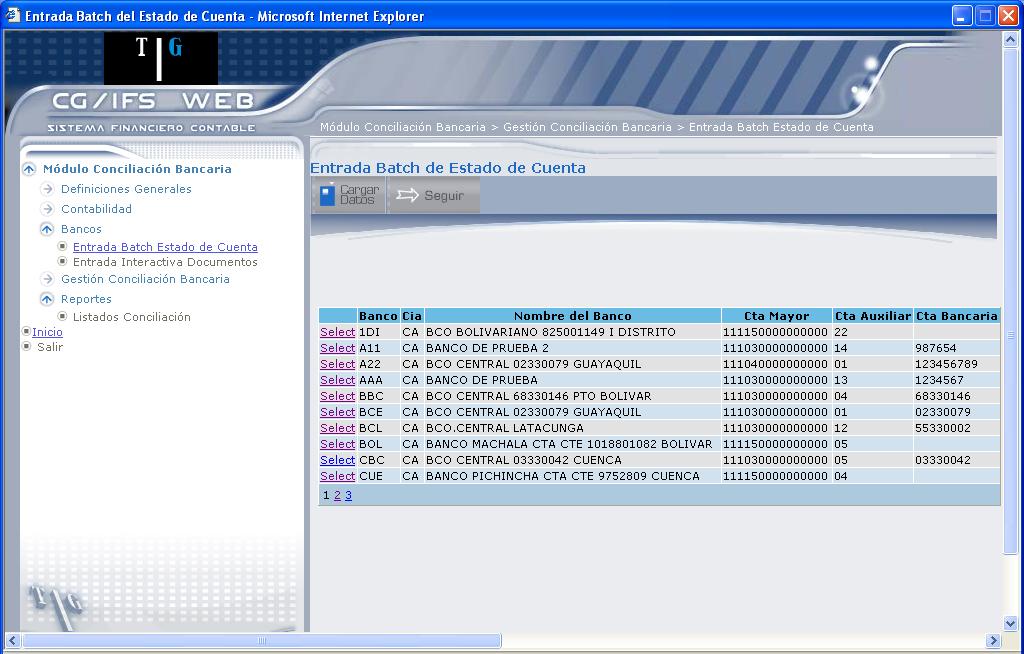 Entrada Batch del Estado de Cuenta - Microsoft Internet Explorer
T G
CG/IFS WEB
SISTEMA FINANCIERO CONTABLE
Módulo Conciliación Bancaria > Gestión Conciliación Bancaria > Entrada Batch Estado de Cuenta
Módulo Conciliación Bancaria
Definiciones Generales
Contabilidad
Bancos
Entrada Batch Estado de Cuenta
Entrada Interactiva Documentos
Gestión Conciliación Bancaria
Reportes
Listados Conciliación
Inicio
Salir
T G
Entrada Batch de Estado de Cuenta
Cargar
Datos
Seguir
Banco Cia Nombre del Banco Cta Mayor Cta Auxiliar Cta Bancaria
Select 1DI CA BCO BOLIVARIANO 825001149 I DISTRITO 111150000000000 22
Select A11 CA BANCO DE PRUEBA 2 111030000000000 14 987654
Select A22 CA BCO CENTRAL 02330079 GUAYAQUIL 111040000000000 01 123456789
Select AAA CA BANCO DE PRUEBA 111030000000000 13 1234567
Select BBC CA BCO CENTRAL 68330146 PTO BOLIVAR 111030000000000 04 68330146
Select BCE CA BCO CENTRAL 02330079 GUAYAQUIL 111030000000000 01 02330079
Select BCL CA BCO.CENTRAL LATACUNGA 111030000000000 12 55330002
Select BOL CA BANCO MACHALA CTA CTE 1018801082 BOLIVAR 111150000000000 05
Select CBC CA BCO CENTRAL 03330042 CUENCA 111030000000000 05 03330042
Select CUE CA BANCO PICHINCHA CTA CTE 9752809 CUENCA 111150000000000 04
1 2 3